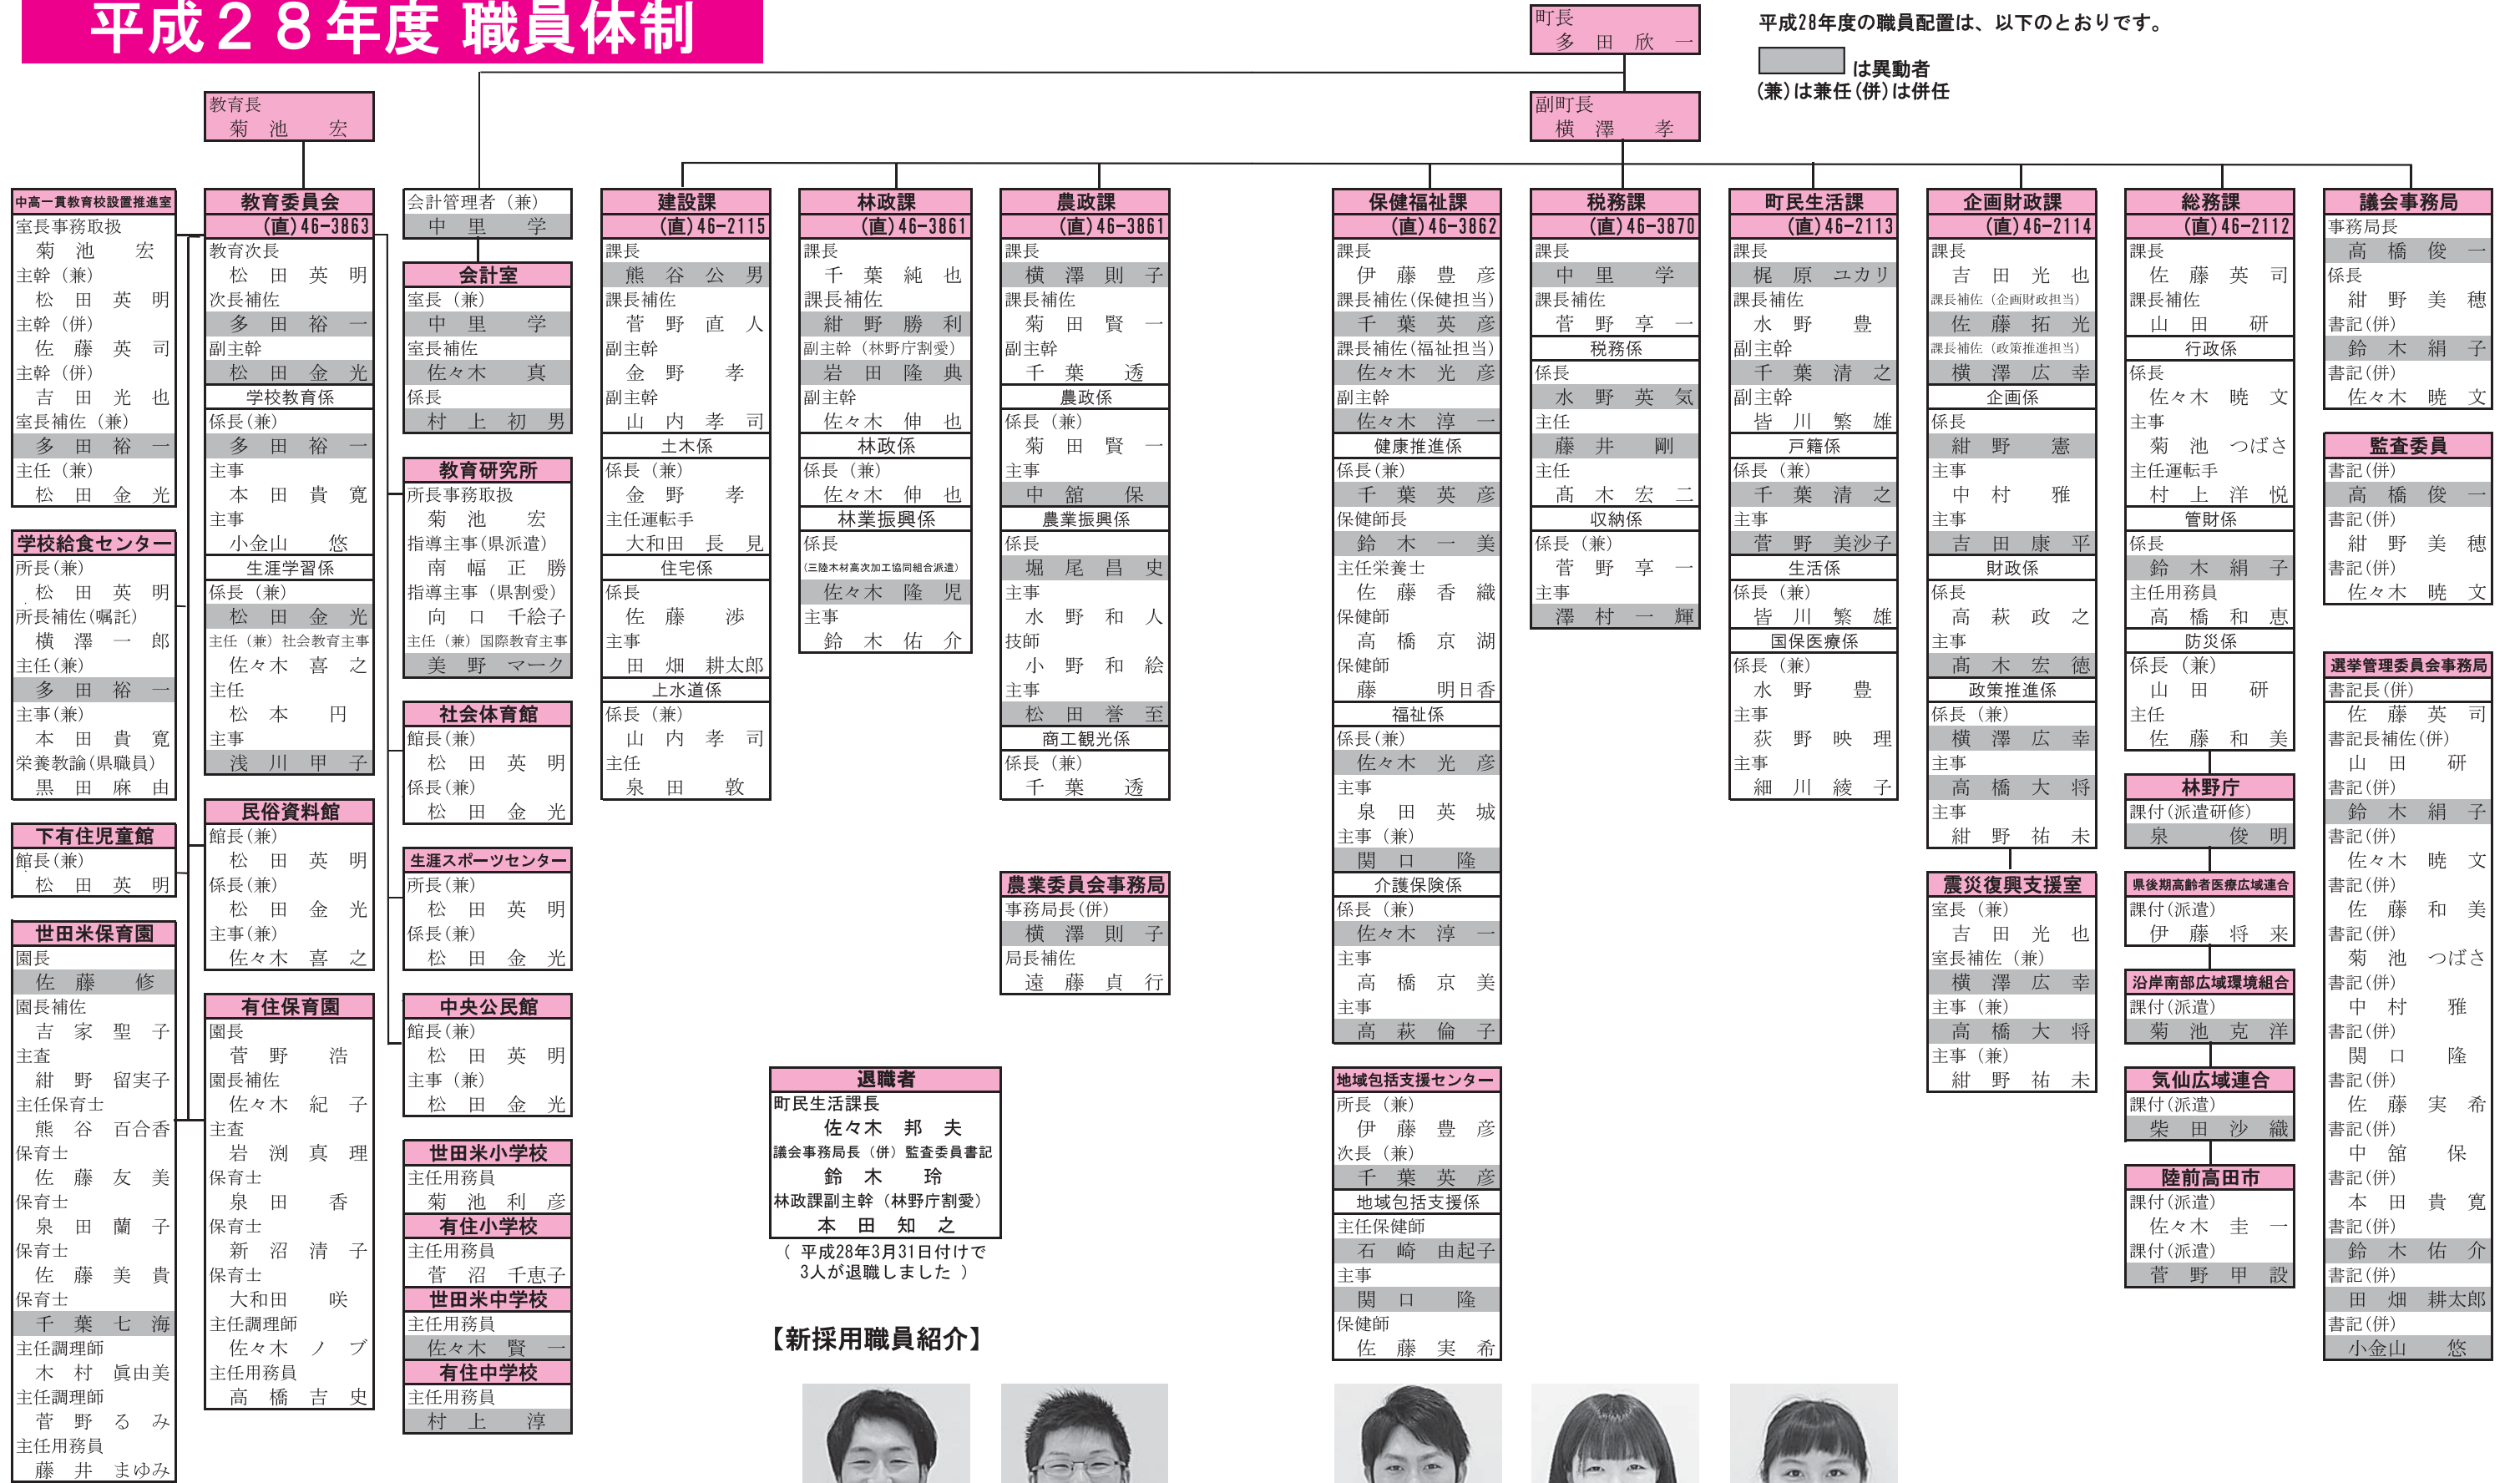 平成２８年度 職員体制
平成28年度の職員配置は、以下のとおりです。
は異動者
(兼)は兼任(併)は併任
町長
多田欣一
副町長
横澤 孝
教育長
菊池 宏
中高一貫教育校設置推進室
室長事務取扱
菊池 宏
主幹（兼）
松田英明
主幹（併）
佐藤英司
主幹（併）
吉田光也
室長補佐（兼）
多田裕一
主任（兼）
松田金光
学校給食センター
所長(兼)
松田英明
所長補佐(嘱託)
横澤一郎
主任(兼)
多田裕一
主事(兼)
本田貴寛
栄養教諭(県職員)
黒田麻由
下有住児童館
館長(兼)
松田英明
世田米保育園
園長
佐藤 修
園長補佐
吉家聖子
主査
紺野留実子
主任保育士
熊谷百合香
保育士
佐藤友美
保育士
泉田蘭子
保育士
佐藤美貴
保育士
千葉七海
主任調理師
木村眞由美
主任調理師
菅野るみ
主任用務員
藤井まゆみ
教育委員会
(直)46-3863
教育次長
松田英明
次長補佐
多田裕一
副主幹
松田金光
学校教育係
係長(兼)
多田裕一
主事
本田貴寛
主事
小金山 悠
生涯学習係
係長（兼）
松田金光
主任（兼）社会教育主事
佐々木喜之
主任
松本 円
主事
浅川甲子
民俗資料館
館長(兼)
松田英明
係長(兼)
松田金光
主事(兼)
佐々木喜之
有住保育園
園長
菅野 浩
園長補佐
佐々木紀子
主査
岩渕真理
保育士
泉田 香
保育士
新沼清子
保育士
大和田 咲
主任調理師
佐々木ノブ
主任用務員
高橋吉史
会計管理者（兼）
中里 学
会計室
室長（兼）
中里 学
室長補佐
佐々木 真
係長
村上初男
教育研究所
所長事務取扱
菊池 宏
指導主事(県派遣)
南幅正勝
指導主事（県割愛）
向口千絵子
主任（兼）国際教育主事
美野マーク
社会体育館
館長(兼)
松田英明
係長(兼)
松田金光
生涯スポーツセンター
所長(兼)
松田英明
係長(兼)
松田金光
中央公民館
館長(兼)
松田英明
主事（兼）
松田金光
世田米小学校
主任用務員
菊池利彦
有住小学校
主任用務員
菅沼千恵子
世田米中学校
主任用務員
佐々木賢一
有住中学校
主任用務員
村上 淳
建設課
(直)46-2115
課長
熊谷公男
課長補佐
菅野直人
副主幹
金野 孝
副主幹
山内孝司
土木係
係長（兼）
金野 孝
主任運転手
大和田長見
住宅係
係長
佐藤 渉
主事
田畑耕太郎
上水道係
係長（兼）
山内孝司
主任
泉田 敦
林政課
(直)46-3861
課長
千葉純也
課長補佐
紺野勝利
副主幹（林野庁割愛）
岩田隆典
副主幹
佐々木伸也
林政係
係長（兼）
佐々木伸也
林業振興係
係長
(三陸木材高次加工協同組合派遣)
佐々木隆児
主事
鈴木佑介
農政課
(直)46-3861
課長
横澤則子
課長補佐
菊田賢一
副主幹
千葉 透
農政係
係長（兼）
菊田賢一
主事
中舘 保
農業振興係
係長
堀尾昌史
主事
水野和人
技師
小野和絵
主事
松田誉至
商工観光係
係長（兼）
千葉 透
農業委員会事務局
事務局長(併)
横澤則子
局長補佐
遠藤貞行
退職者
町民生活課長
佐々木邦夫
議会事務局長（併）監査委員書記
鈴木 玲
林政課副主幹（林野庁割愛）
本田知之
（ 平成28年3月31日付けで
3人が退職しました ）
【新採用職員紹介】
保健福祉課
(直)46-3862
課長
伊藤豊彦
課長補佐(保健担当)
千葉英彦
課長補佐(福祉担当)
佐々木光彦
副主幹
佐々木淳一
健康推進係
係長(兼)
千葉英彦
保健師長
鈴木一美
主任栄養士
佐藤香織
保健師
高橋京湖
保健師
藤 明日香
福祉係
係長(兼)
佐々木光彦
主事
泉田英城
主事（兼）
関口 隆
介護保険係
係長（兼）
佐々木淳一
主事
高橋京美
主事
高萩倫子
地域包括支援センター
所長（兼）
伊藤豊彦
次長（兼）
千葉英彦
地域包括支援係
主任保健師
石崎由起子
主事
関口 隆
保健師
佐藤実希
税務課
(直)46-3870
課長
中里 学
課長補佐
菅野享一
税務係
係長
水野英気
主任
藤井 剛
主任
髙木宏二
収納係
係長（兼）
菅野享一
主事
澤村一輝
町民生活課
(直)46-2113
課長
梶原ユカリ
課長補佐
水野 豊
副主幹
千葉清之
副主幹
皆川繁雄
戸籍係
係長（兼）
千葉清之
主事
菅野美沙子
生活係
係長（兼）
皆川繁雄
国保医療係
係長（兼）
水野 豊
主事
荻野映理
主事
細川綾子
企画財政課
(直)46-2114
課長
吉田光也
課長補佐（企画財政担当）
佐藤拓光
課長補佐（政策推進担当）
横澤広幸
企画係
係長
紺野 憲
主事
中村 雅
主事
吉田康平
財政係
係長
高萩政之
主事
髙木宏徳
政策推進係
係長（兼）
横澤広幸
主事
高橋大将
主事
紺野祐未
震災復興支援室
室長（兼）
吉田光也
室長補佐（兼）
横澤広幸
主事（兼）
高橋大将
主事（兼）
紺野祐未
総務課
(直)46-2112
課長
佐藤英司
課長補佐
山田 研
行政係
係長
佐々木暁文
主事
菊池つばさ
主任運転手
村上洋悦
管財係
係長
鈴木絹子
主任用務員
高橋和恵
防災係
係長（兼）
山田 研
主任
佐藤和美
林野庁
課付(派遣研修)
泉 俊明
県後期高齢者医療広域連合
課付(派遣)
伊藤将来
沿岸南部広域環境組合
課付(派遣)
菊池克洋
気仙広域連合
課付(派遣)
柴田沙織
陸前高田市
課付(派遣)
佐々木圭一
課付(派遣)
菅野甲設
議会事務局
事務局長
高橋俊一
係長
紺野美穂
書記(併)
鈴木絹子
書記(併)
佐々木暁文
監査委員
書記(併)
高橋俊一
書記(併)
紺野美穂
書記(併)
佐々木暁文
選挙管理委員会事務局
書記長(併)
佐藤英司
書記長補佐(併)
山田 研
書記(併)
鈴木絹子
書記(併)
佐々木暁文
書記(併)
佐藤和美
書記(併)
菊池つばさ
書記(併)
中村 雅
書記(併)
関口 隆
書記(併)
佐藤実希
書記(併)
中舘 保
書記(併)
本田貴寛
書記(併)
鈴木佑介
書記(併)
田畑耕太郎
書記(併)
小金山 悠